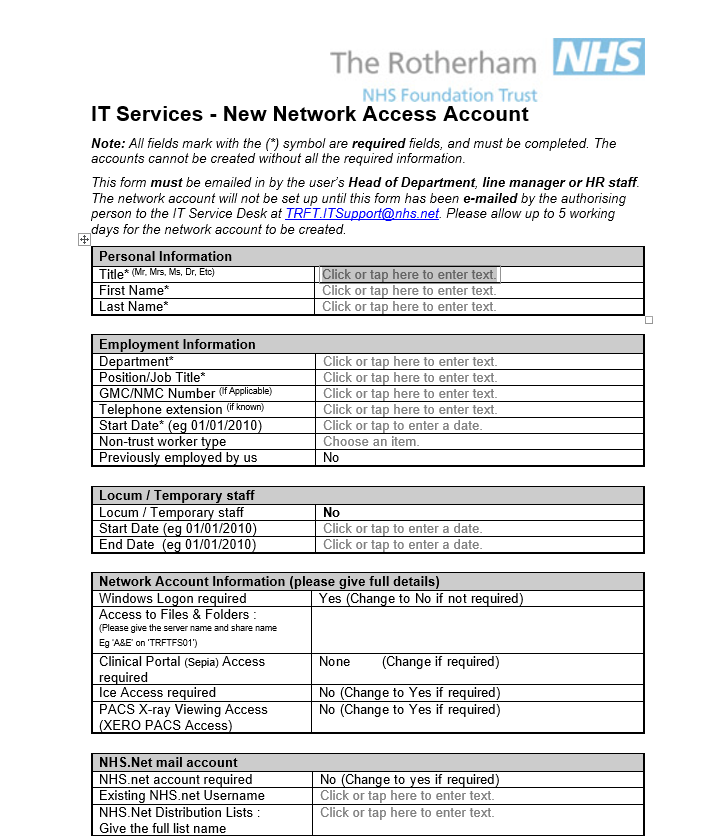 The Rotherham NHS
NHS Foundation Trust
IT Services - New Network Access Account
Note: All fields mark with the (*) symbol are required fields, and must be completed. The
accounts cannot be created without all the required information.
This form must be emailed in by the user's Head of Department, line manager or HR staff.
The network account will not be set up until this form has been e-mailed by the authorising
person to the IT Service Desk at TRFT.ITSupport@nhs.net. Please allow up to 5 working
days for the network account to be created.
Personal Information
Title* (Mr, Mrs, Ms, Dr, Etc) Click or tap here to enter text.
First Name* Click or tap here to enter text.
Last Name* Click or tap here to enter text.
Employment Information
Department* Click or tap here to enter text.
Position/Job Title* Click or tap here to enter text.
GMC/NMC Number (If Applicable) Click or tap here to enter text.
Telephone extension (if known) Click or tap here to enter text.
Start Date* (eg 01/01/2010) Click or tap to enter a date.
Non-trust worker type Choose an item.
Previously employed by us No
Locum / Temporary staff
Locum / Temporary staff No
Start Date (eg 01/01/2010) Click or tap to enter a date.
End Date (eg 01/01/2010) Click or tap to enter a date.
Network Account Information (please give full details)
Windows Logon required Yes (Change to No if not required)
Access to Files & Folders :
(Please give the server name and share name
Eg 'A&E' on 'TRFTFS01')
Clinical Portal (Sepia) Access None (Change if required)
required
Ice Access required No (Change to Yes if required)
PACS X-ray Viewing Access No (Change to Yes if required)
(XERO PACS Access)
NHS.Net mail account
NHS.net account required No (Change to yes if required)
Existing NHS.net Username Click or tap here to enter text.
NHS.Net Distribution Lists : Click or tap here to enter text.
Give the full list name